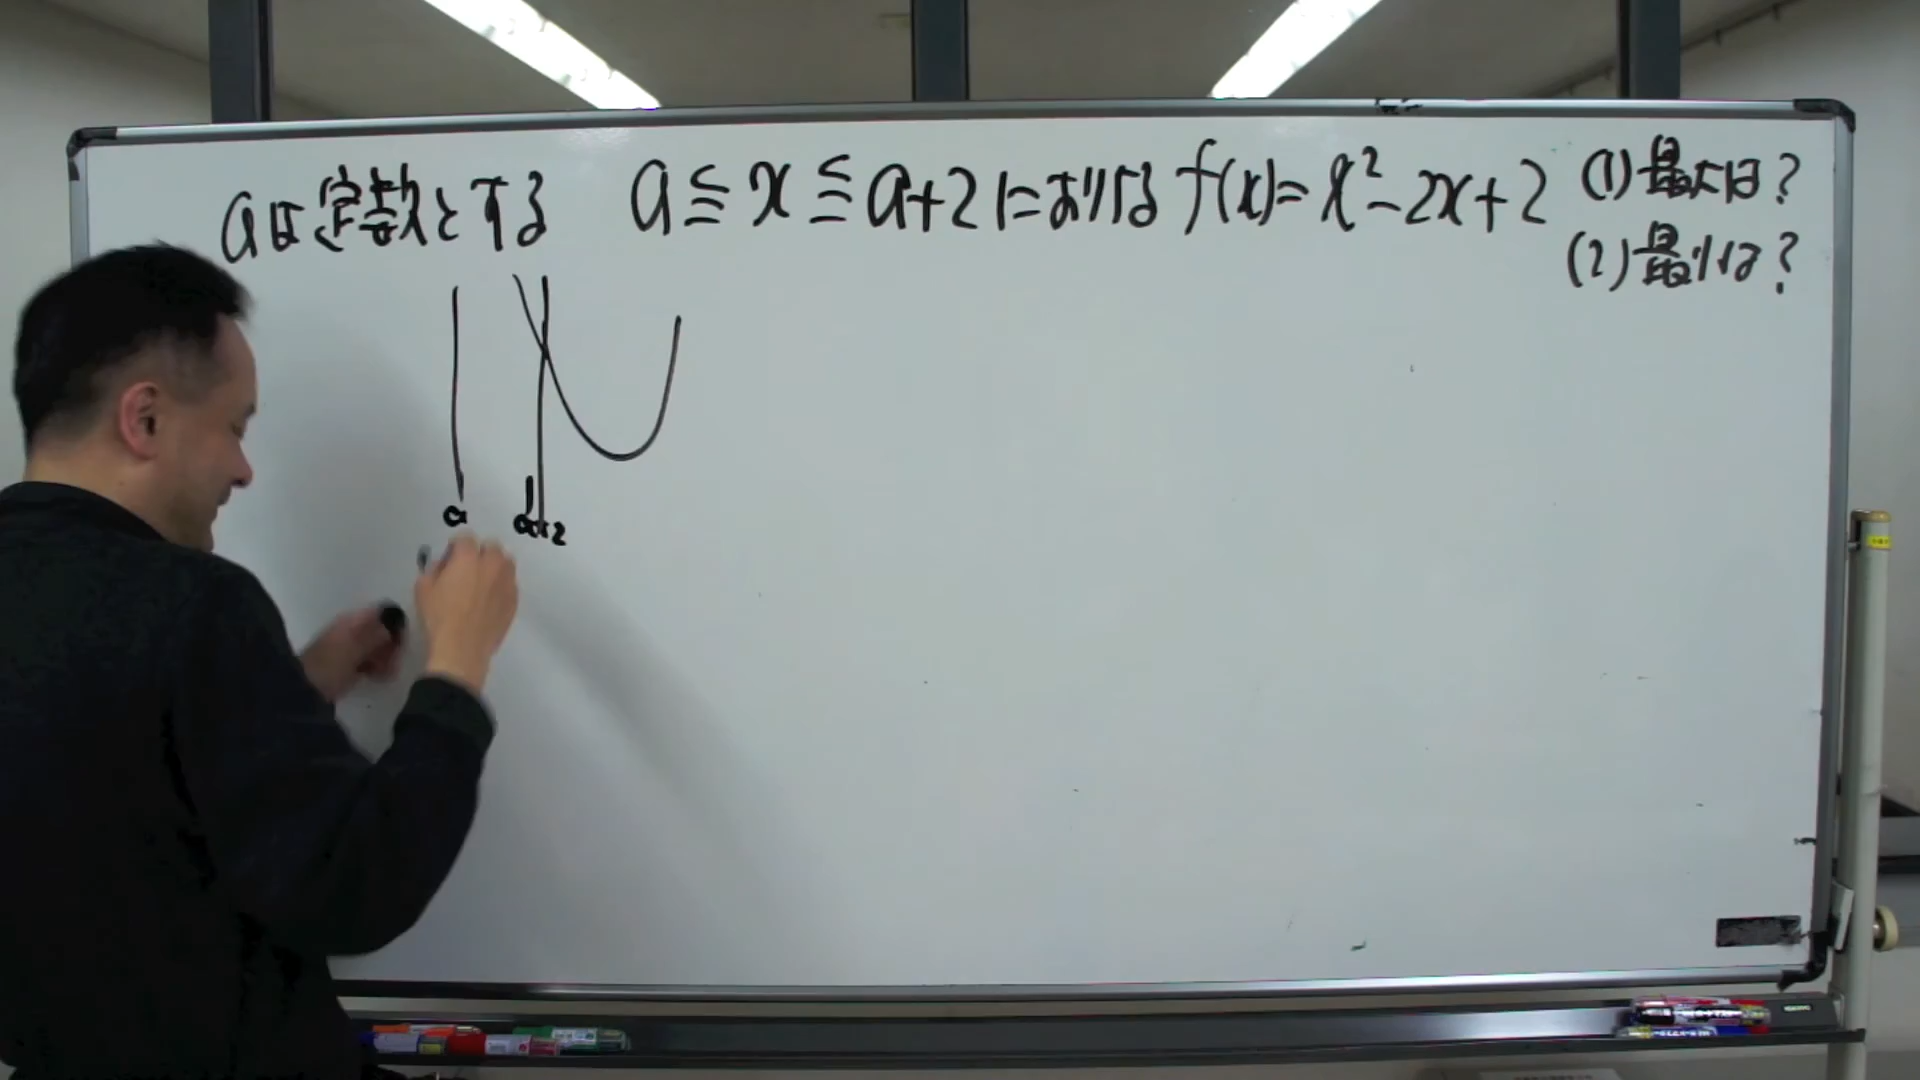 aは定数とする a≦x≦a+2における f(x)=x²-2x+2 (1)最大は?
(2)最小は?
a a+2